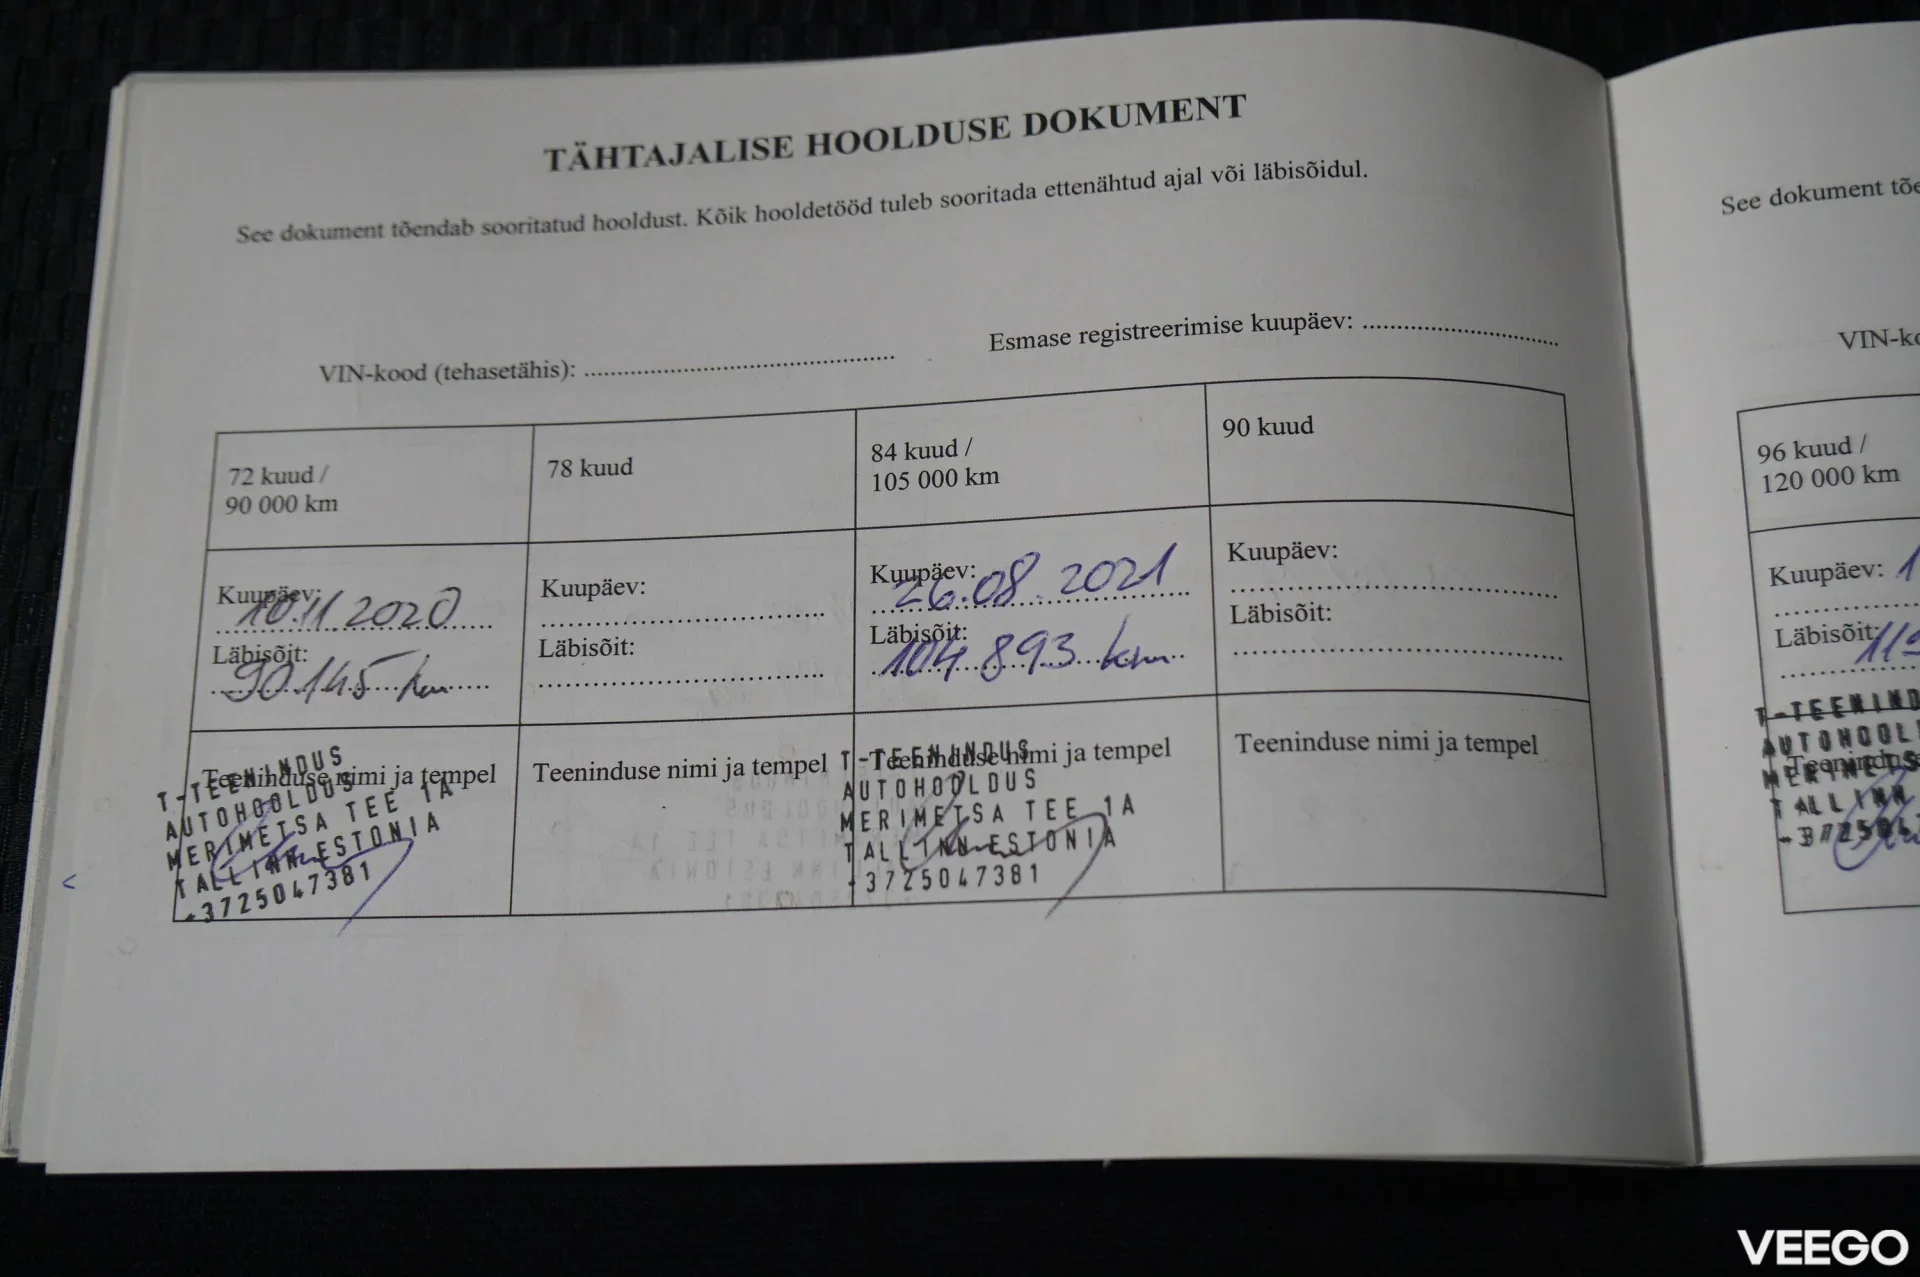 TÄHTAJALISE HOOLDUSE DOKUMENT
See dokument tõendab sooritatud hooldust. Kõik hooldetööd tuleb sooritada ettenähtud ajal või läbisõidul.
VIN-kood (tehasetähis):
Esmase registreerimise kuupäev:
72 kuud /
90 000 km
Kuupäev:
10.11.2020
Läbisõit:
90.145 km
Teeninduse nimi ja tempel
T-TEENINDUS
AUTOHOOLDUS
MERIMETSA TEE 1A
TALLINN ESTONIA
+3725047381
78 kuud
Kuupäev:
Läbisõit:
Teeninduse nimi ja tempel
84 kuud /
105 000 km
Kuupäev:
26.08.2021
Läbisõit:
104 893 km
Teeninduse nimi ja tempel
T-TEENINDUS
AUTOHOOLDUS
MERIMETSA TEE 1A
TALLINN ESTONIA
+3725047381
90 kuud
Kuupäev:
Läbisõit:
Teeninduse nimi ja tempel
See dokument
96 kuud /
120 000 km
Kuupäev:
Läbisõit:
TALLINN
VEEGO